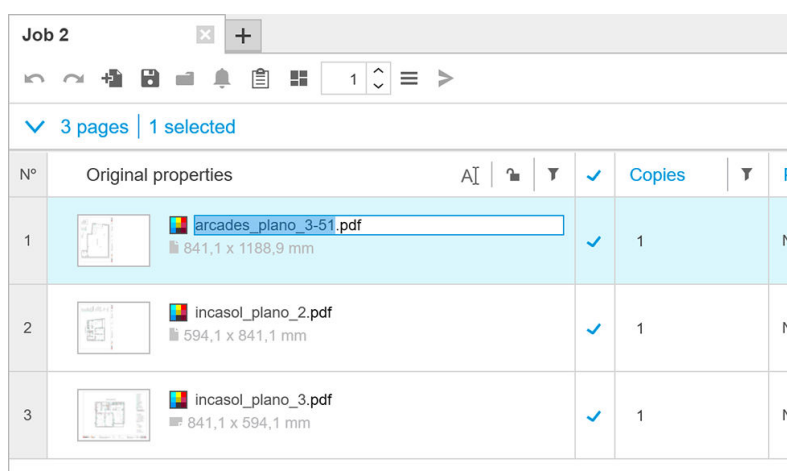 Job 2
+
1
3 pages | 1 selected
Nº Original properties Copies
1 arcades_plano_3-51.pdf 1
841,1 x 1188,9 mm
2 incasol_plano_2.pdf 1
594,1 x 841,1 mm
3 incasol_plano_3.pdf 1
841,1 x 594,1 mm